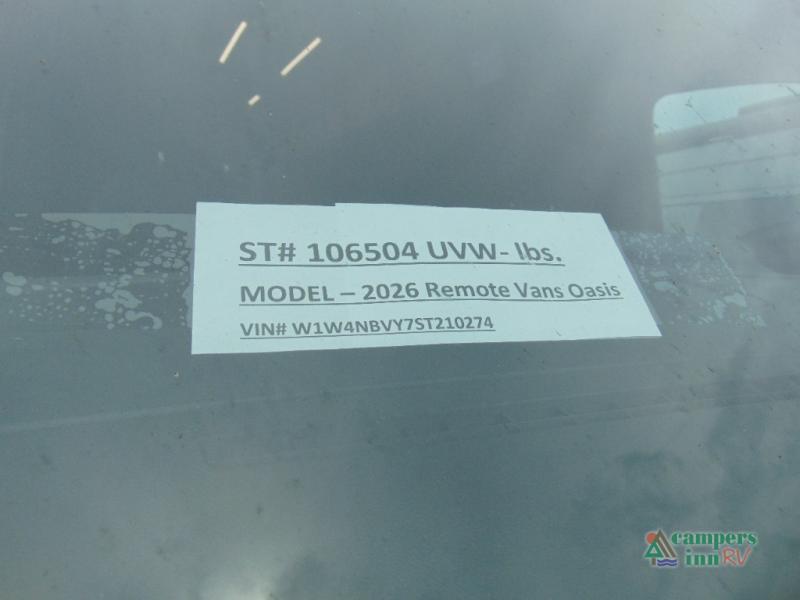 ST# 106504 UVW- lbs.
MODEL – 2026 Remote Vans Oasis
VIN# W1W4NBVY7ST210274
campers
inn RV